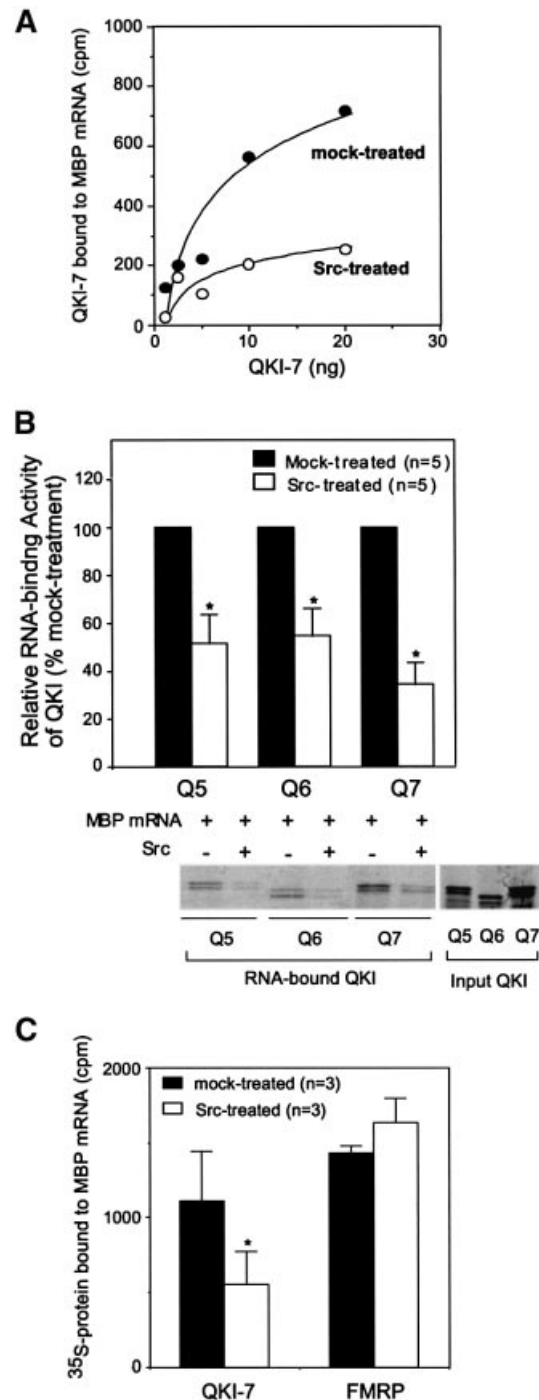 A
QKI-7 bound to MBP mRNA (cpm)
1000
800
600
400
200
0
0
10
20
30
mock-treated
Src-treated
QKI-7 (ng)
B
Relative RNA-bindng Activity
of QKI (% mock-treatment)
120
100
80
60
40
20
0
Mock-treated (n=5)
Src-treated (n=5)
* * *
Q5 Q6 Q7
MBP mRNA + + + + + +
Src - + - + - +
Q5 Q6 Q7 Q5 Q6 Q7
RNA-bound QKI Input QKI
C
35S-protein bound to MBP mRNA (cpm)
2000
1000
0
mock-treated (n=3)
Src-treated (n=3)
*
QKI-7 FMRP